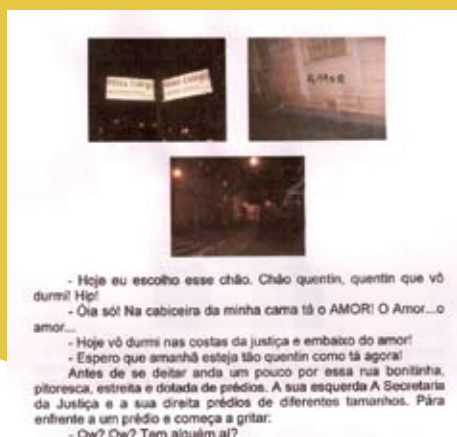 AMOR
- Hoje eu escolho esse chão. Chão quentin, quentin que vô
durmi! Hip!
- Óia só! Na cabiceira da minha cama tá o AMOR! O Amor...o
amor...
- Hoje vô durmi nas costas da justiça e embaixo do amor!
- Espero que amanhã esteja tão quentin como tá agora!
Antes de se deitar anda um pouco por essa rua bonitinha,
pitoresca, estreita e dotada de prédios. A sua esquerda A Secretaria
da Justiça e a sua direita prédios de diferentes tamanhos. Pára
enfrente a um prédio e começa a gritar:
- Ow? Ow? Tem alguém aí?